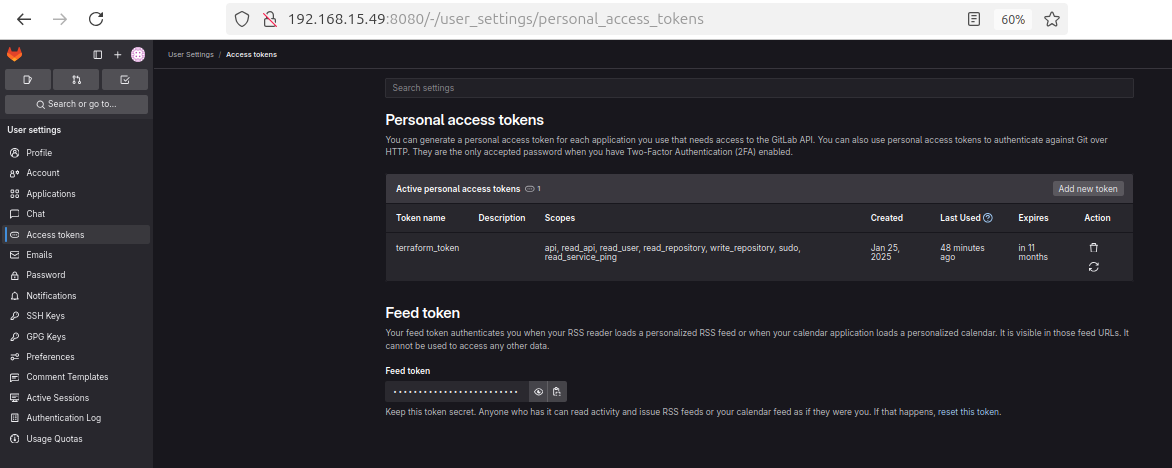 192.168.15.49:8080/-/user_settings/personal_access_tokens
60%
User Settings / Access tokens
Search or go to...
User settings
Profile
Account
Applications
Chat
Access tokens
Emails
Password
Notifications
SSH Keys
GPG Keys
Preferences
Comment Templates
Active Sessions
Authentication Log
Usage Quotas
Search settings
Personal access tokens
You can generate a personal access token for each application you use that needs access to the GitLab API. You can also use personal access tokens to authenticate against Git over
HTTP. They are the only accepted password when you have Two-Factor Authentication (2FA) enabled.
Active personal access tokens 1
Add new token
Token name Description Scopes Created Last Used Expires Action
terraform_token api, read_api, read_user, read_repository, write_repository, sudo, Jan 25, 48 minutes in 11
read_service_ping 2025 ago months
Feed token
Your feed token authenticates you when your RSS reader loads a personalized RSS feed or when your calendar application loads a personalized calendar. It is visible in those feed URLs. It
cannot be used to access any other data.
Feed token
Keep this token secret. Anyone who has it can read activity and issue RSS feeds or your calendar feed as if they were you. If that happens, reset this token.